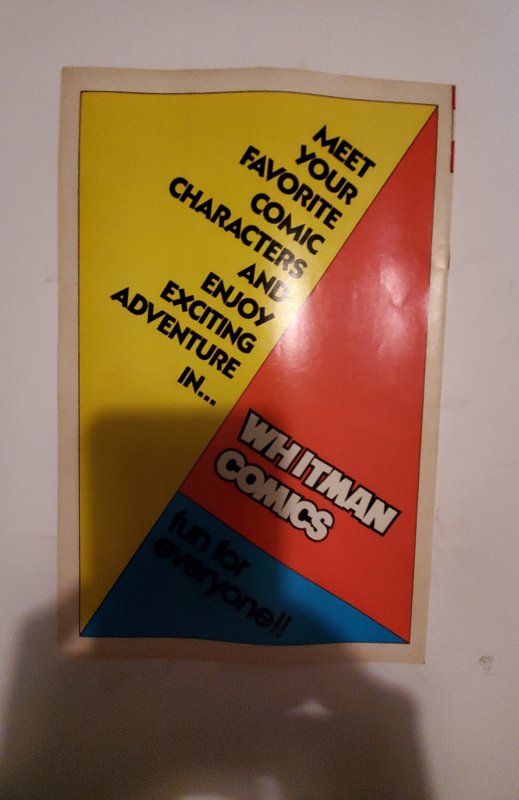 MEET
YOUR
FAVORITE
COMIC
CHARACTERS
AND
ENJOY
EXCITING
ADVENTURE
IN...
WHITMAN
COMICS
fun for
everyone!!